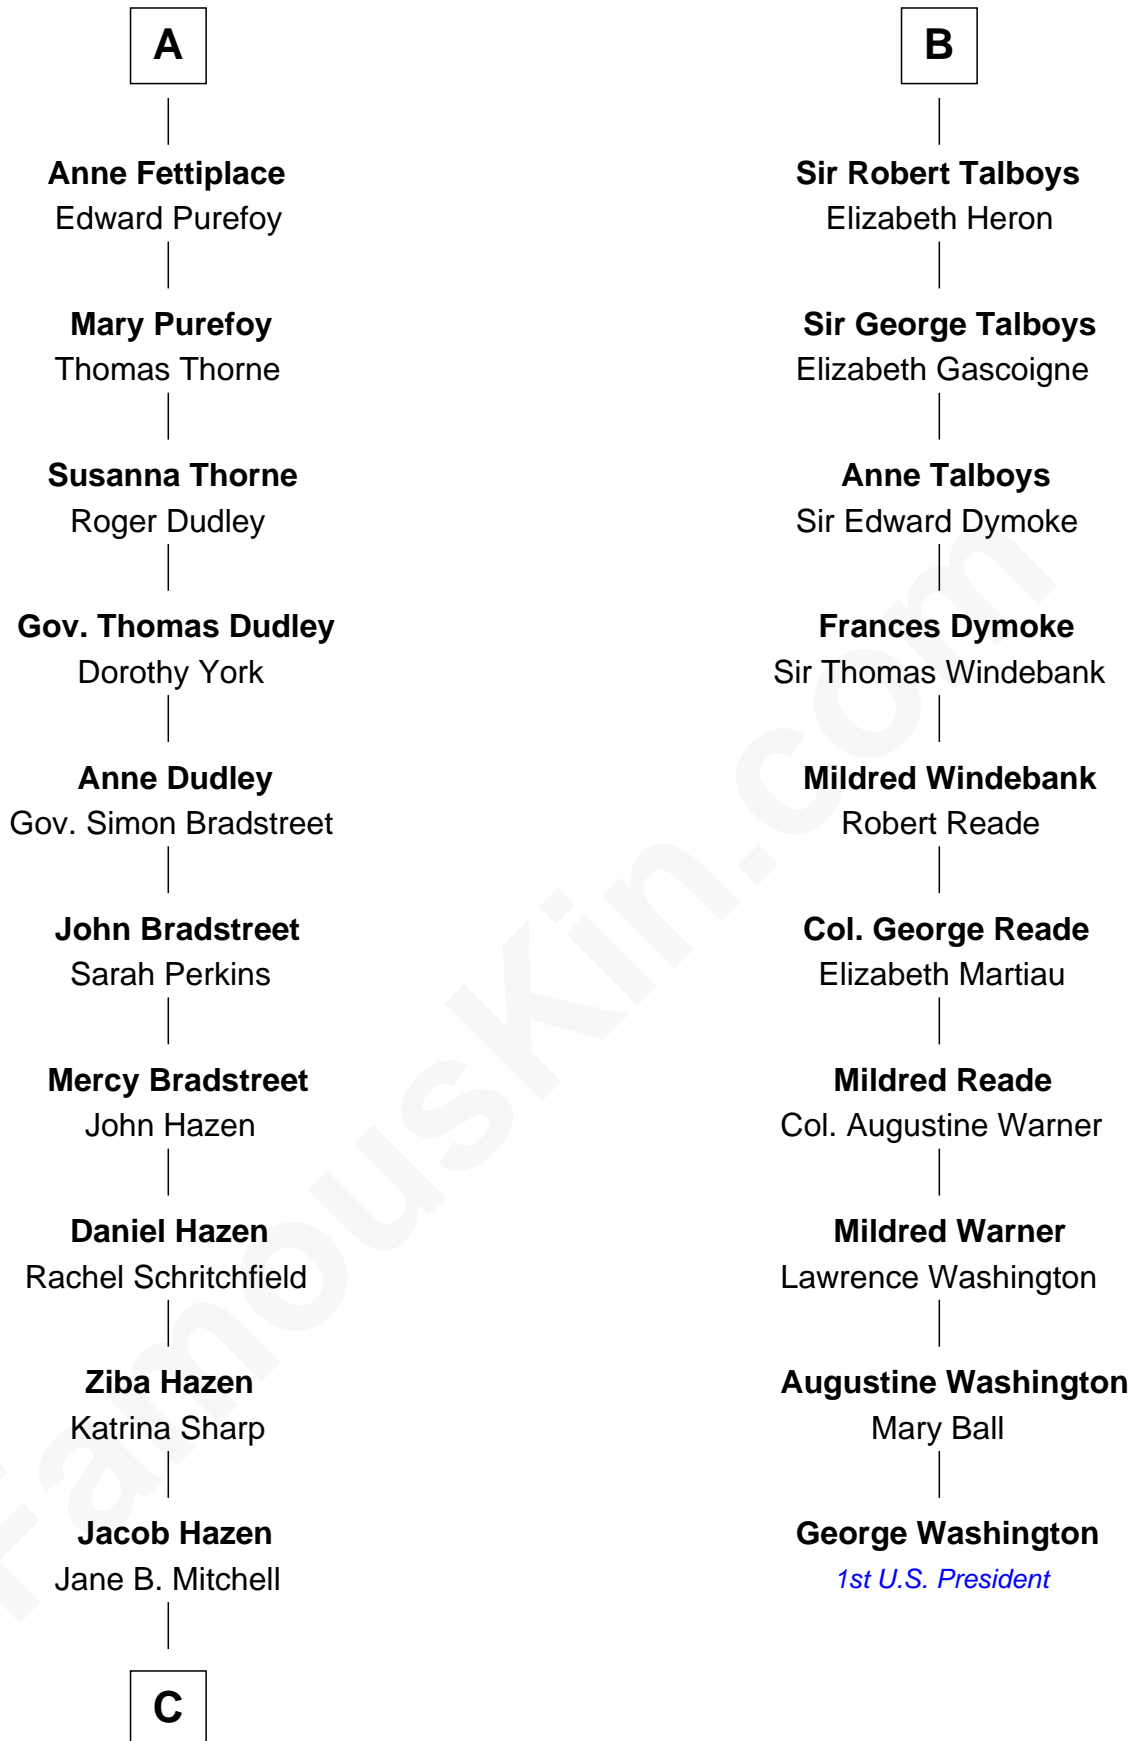 A
Anne Fettiplace
Edward Purefoy
Mary Purefoy
Thomas Thorne
Susanna Thorne
Roger Dudley
Gov. Thomas Dudley
Dorothy York
Anne Dudley
Gov. Simon Bradstreet
John Bradstreet
Sarah Perkins
Mercy Bradstreet
John Hazen
Daniel Hazen
Rachel Schritchfield
Ziba Hazen
Katrina Sharp
Jacob Hazen
Jane B. Mitchell
C
B
Sir Robert Talboys
Elizabeth Heron
Sir George Talboys
Elizabeth Gascoigne
Anne Talboys
Sir Edward Dymoke
Frances Dymoke
Sir Thomas Windebank
Mildred Windebank
Robert Reade
Col. George Reade
Elizabeth Martiau
Mildred Reade
Col. Augustine Warner
Mildred Warner
Lawrence Washington
Augustine Washington
Mary Ball
George Washington
1st U.S. President
FamousKin.com